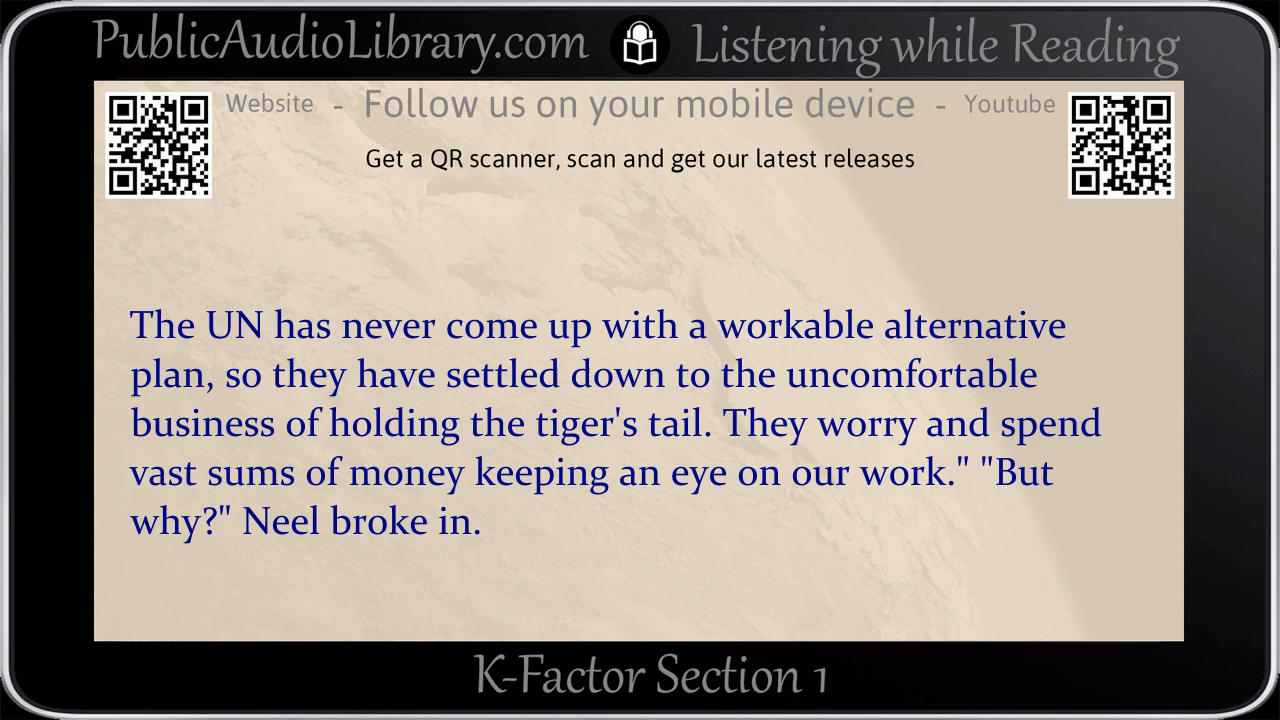 PublicAudioLibrary.com Listening while Reading
Website - Follow us on your mobile device - Youtube
Get a QR scanner, scan and get our latest releases
The UN has never come up with a workable alternative
plan, so they have settled down to the uncomfortable
business of holding the tiger's tail. They worry and spend
vast sums of money keeping an eye on our work." "But
why?" Neel broke in.
K-Factor Section 1